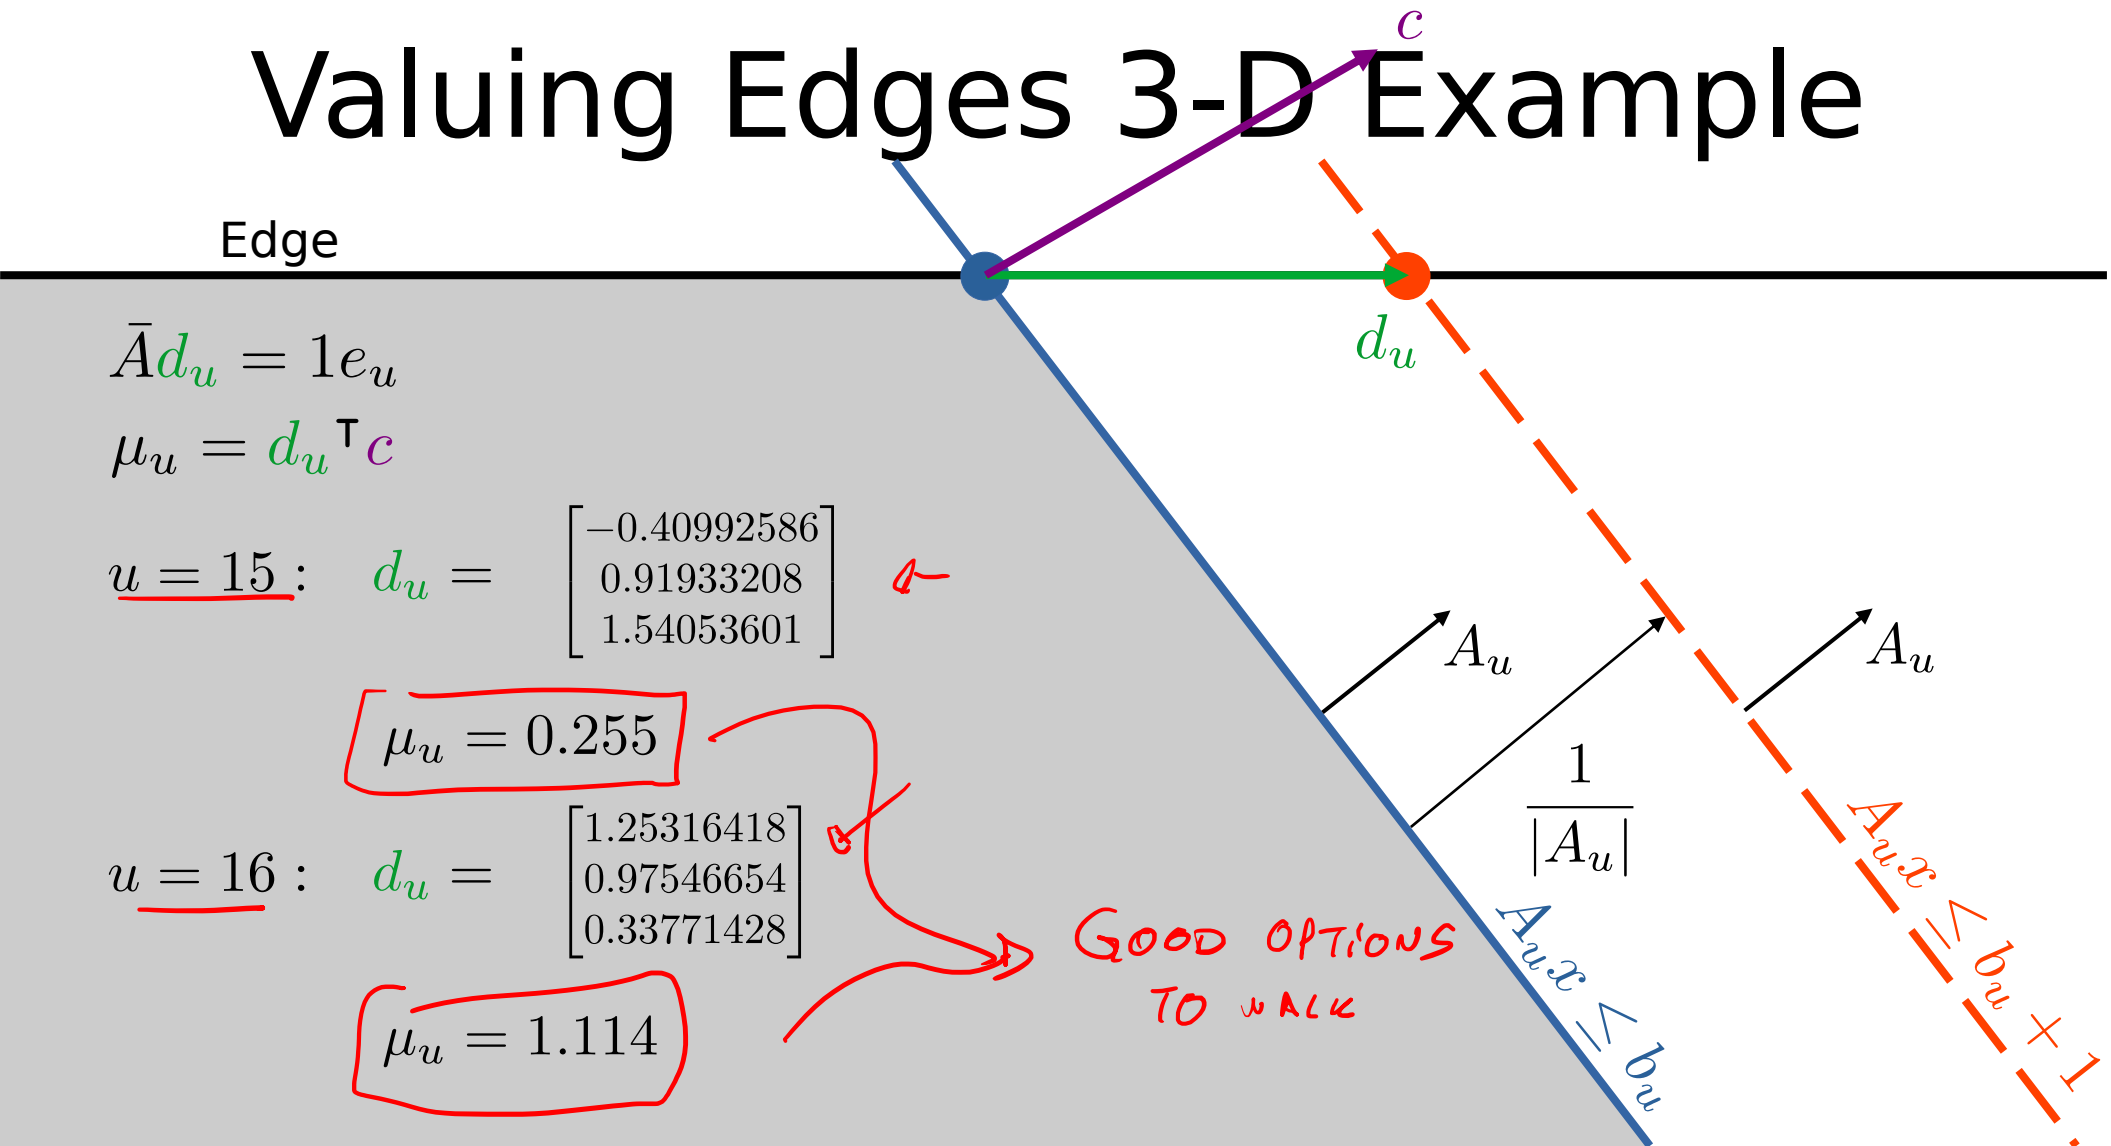 Valuing Edges 3-D Example
c
Edge
Ād_u = 1e_u
d_u
μ_u = d_u^⊤ c
u = 15 : d_u = [−0.40992586
0.91933208
1.54053601]
A_u
A_u
μ_u = 0.255
1
|A_u|
u = 16 : d_u = [1.25316418
0.97546654
0.33771428]
A_u x ≤ b_u + 1
A_u x ≤ b_u
GOOD OPTIONS
TO WALK
μ_u = 1.114